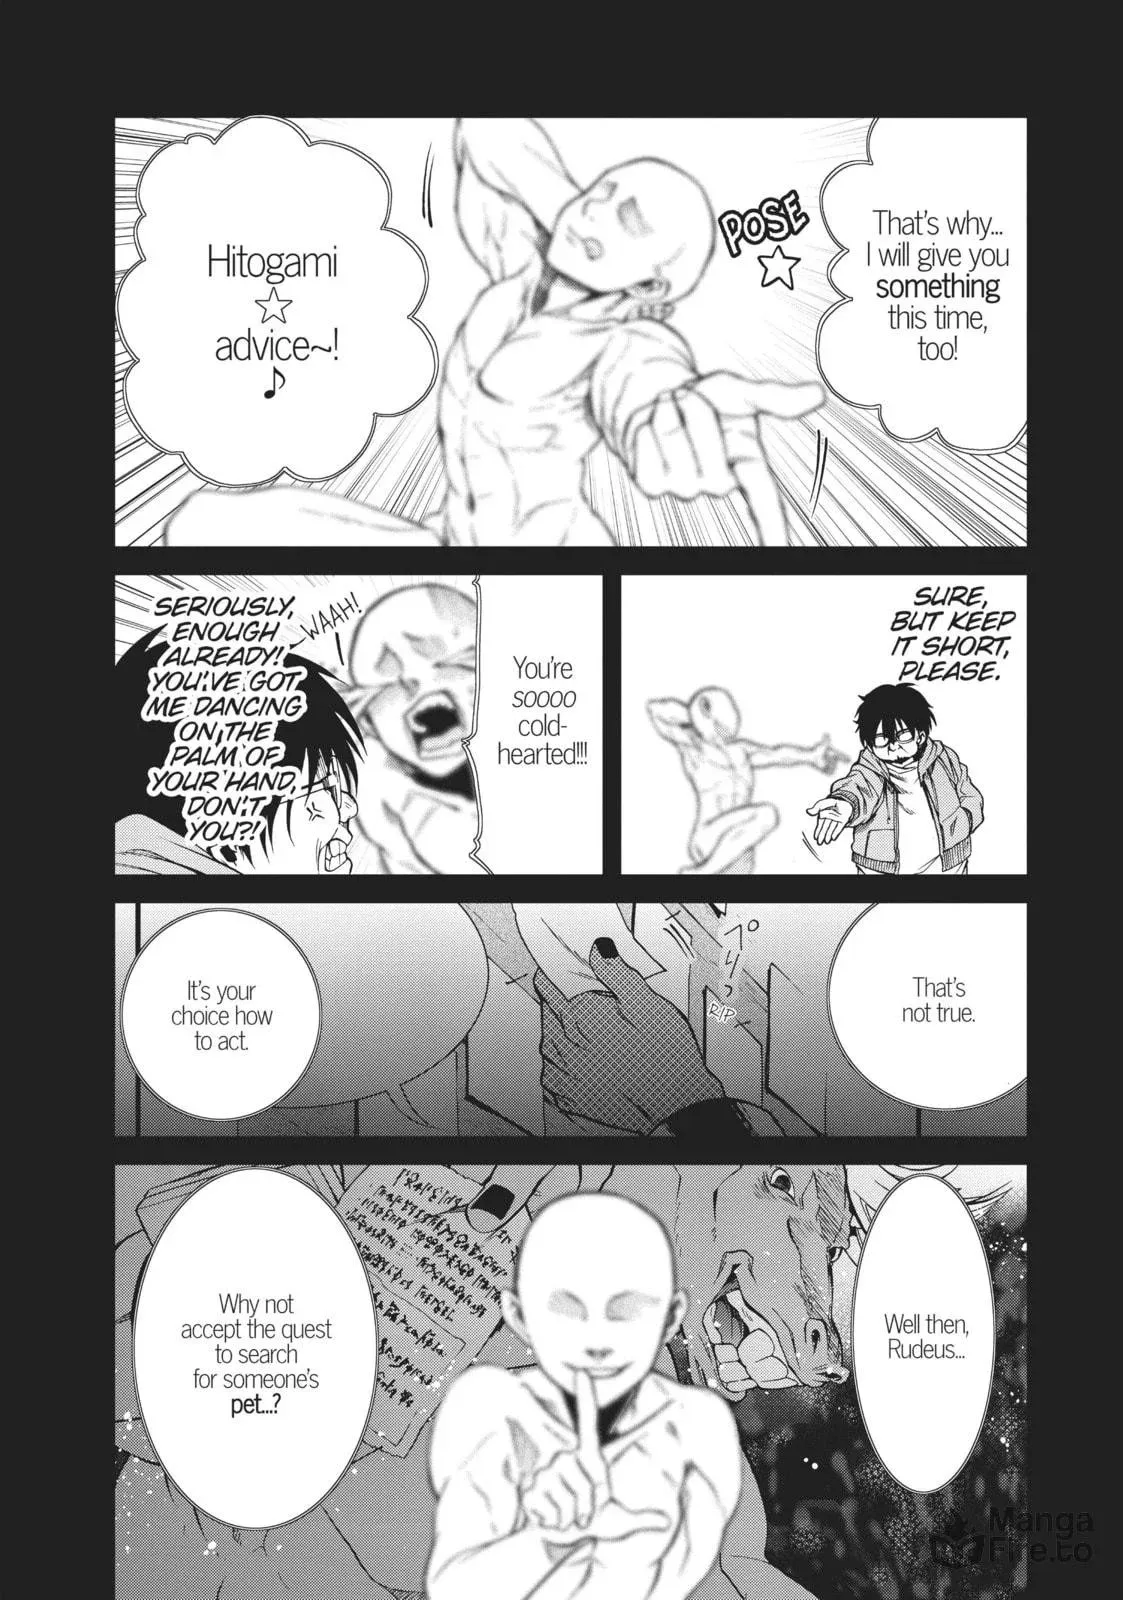 That's why...
I will give you
something
this time,
too!
POSE
☆
Hitogami
☆
advice~!
♪
SURE,
BUT KEEP
IT SHORT,
PLEASE.
You're
soooo
cold-
hearted!!!
WAAH!
SERIOUSLY,
ENOUGH
ALREADY!
YOU'VE GOT
ME DANCING
ON THE
PALM OF
YOUR HAND,
DON'T
YOU?!
That's
not true.
ペりっ
RIP
It's your
choice how
to act.
Well then,
Rudeus...
Why not
accept the quest
to search
for someone's
pet...?
Manga
Fire.to